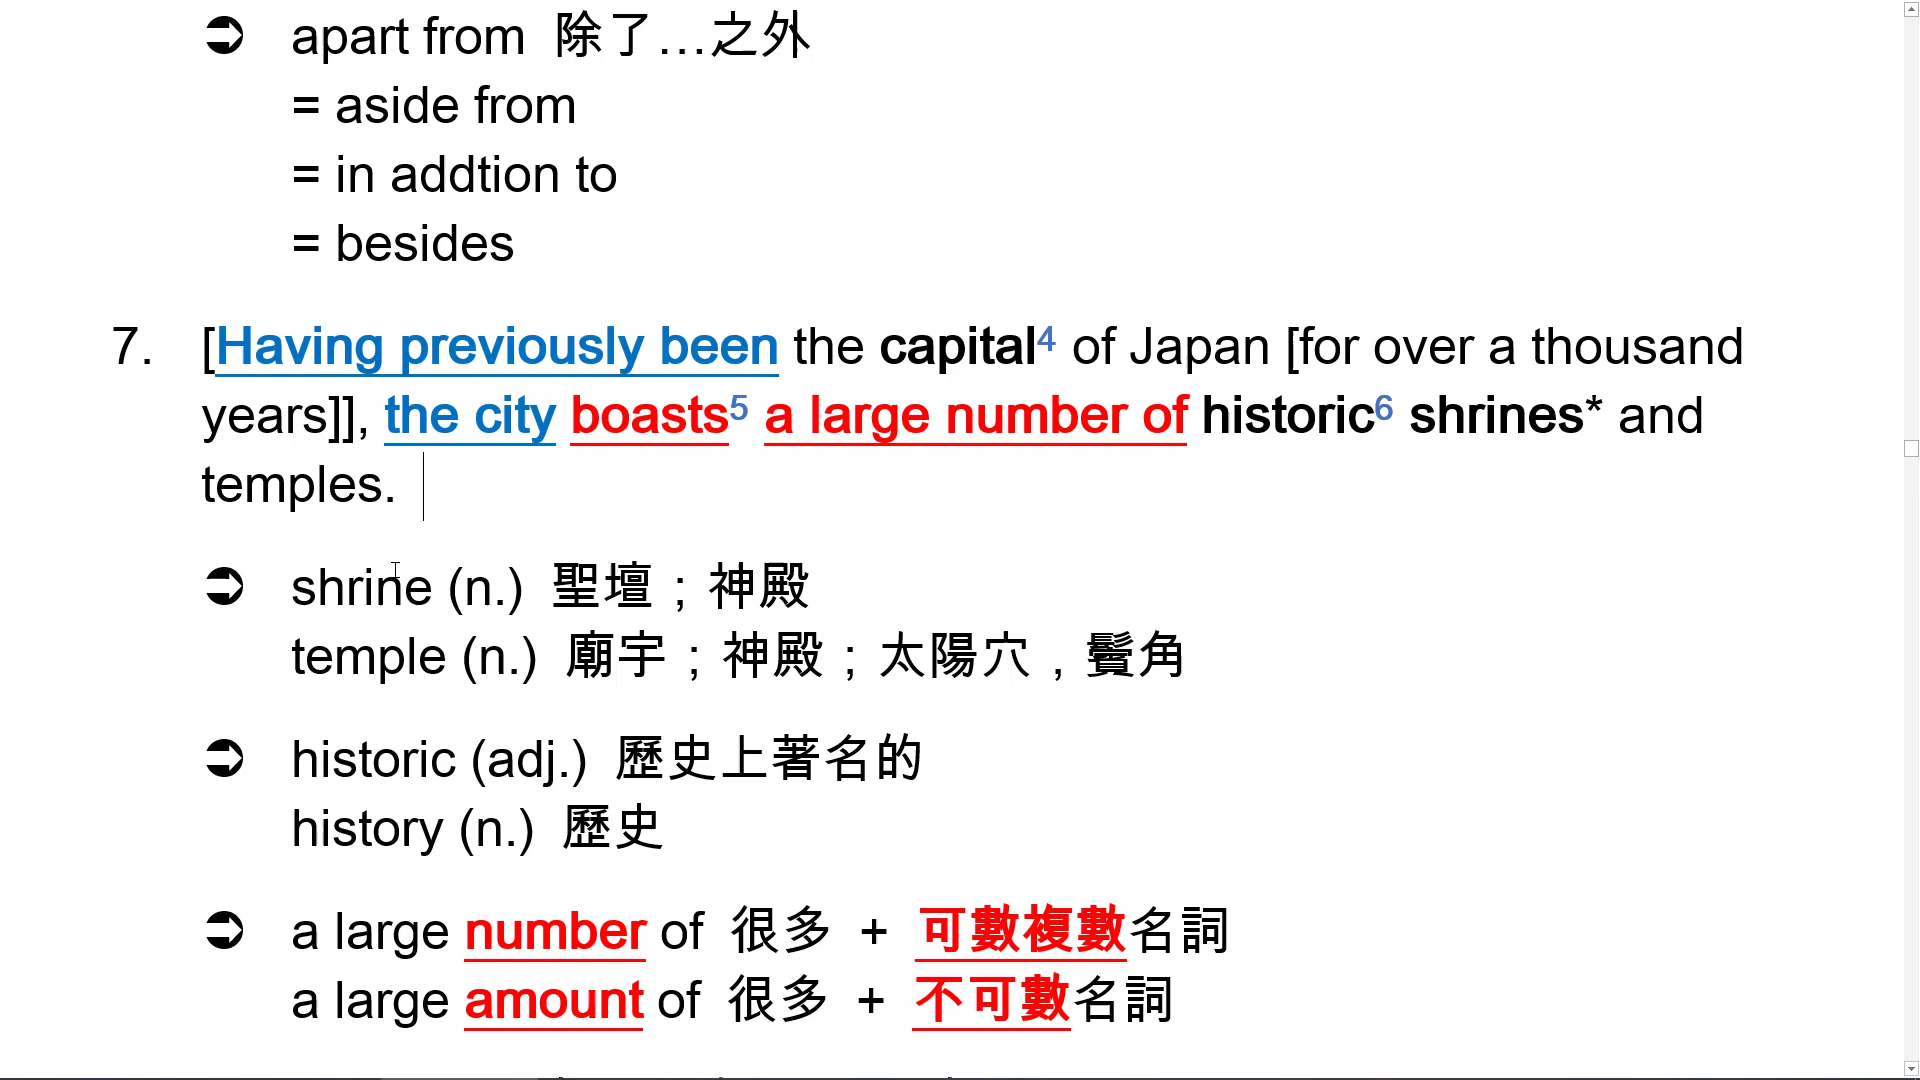 ➲ apart from 除了…之外
= aside from
= in addtion to
= besides
7. [Having previously been the capital4 of Japan [for over a thousand
years]], the city boasts5 a large number of historic6 shrines* and
temples.
➲ shrine (n.) 聖壇；神殿
temple (n.) 廟宇；神殿；太陽穴，鬢角
➲ historic (adj.) 歷史上著名的
history (n.) 歷史
➲ a large number of 很多 + 可數複數名詞
a large amount of 很多 + 不可數名詞